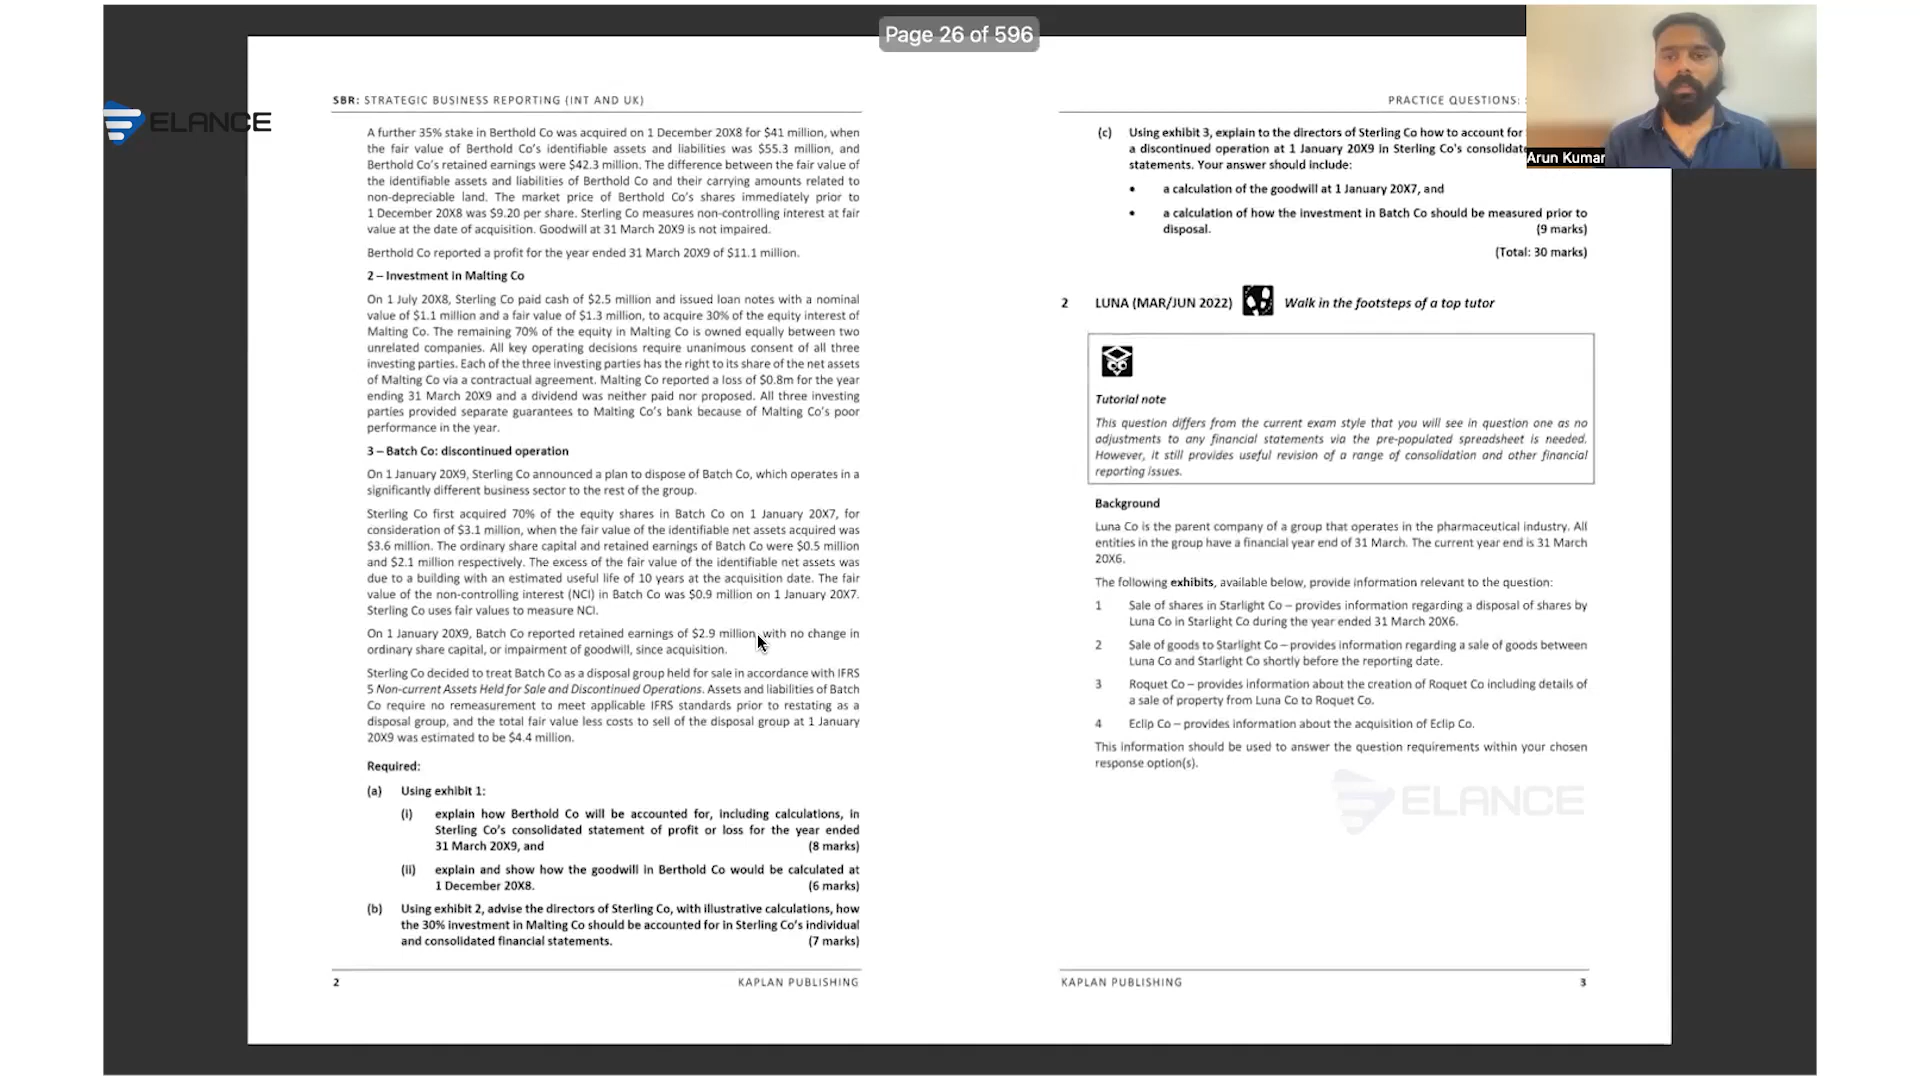 Page 26 of 596
ELANCE
Arun Kumar
SBR: STRATEGIC BUSINESS REPORTING (INT AND UK)
A further 35% stake in Berthold Co was acquired on 1 December 20X8 for $41 million, when
the fair value of Berthold Co's identifiable assets and liabilities was $55.3 million, and
Berthold Co's retained earnings were $42.3 million. The difference between the fair value of
the identifiable assets and liabilities of Berthold Co and their carrying amounts related to
non-depreciable land. The market price of Berthold Co's shares immediately prior to
1 December 20X8 was $9.20 per share. Sterling Co measures non-controlling interest at fair
value at the date of acquisition. Goodwill at 31 March 20X9 is not impaired.
Berthold Co reported a profit for the year ended 31 March 20X9 of $11.1 million.
2 – Investment in Malting Co
On 1 July 20X8, Sterling Co paid cash of $2.5 million and issued loan notes with a nominal
value of $1.1 million and a fair value of $1.3 million, to acquire 30% of the equity interest of
Malting Co. The remaining 70% of the equity in Malting Co is owned equally between two
unrelated companies. All key operating decisions require unanimous consent of all three
investing parties. Each of the three investing parties has the right to its share of the net assets
of Malting Co via a contractual agreement. Malting Co reported a loss of $0.8m for the year
ending 31 March 20X9 and a dividend was neither paid nor proposed. All three investing
parties provided separate guarantees to Malting Co's bank because of Malting Co's poor
performance in the year.
3 – Batch Co: discontinued operation
On 1 January 20X9, Sterling Co announced a plan to dispose of Batch Co, which operates in a
significantly different business sector to the rest of the group.
Sterling Co first acquired 70% of the equity shares in Batch Co on 1 January 20X7, for
consideration of $3.1 million, when the fair value of the identifiable net assets acquired was
$3.6 million. The ordinary share capital and retained earnings of Batch Co were $0.5 million
and $2.1 million respectively. The excess of the fair value of the identifiable net assets was
due to a building with an estimated useful life of 10 years at the acquisition date. The fair
value of the non-controlling interest (NCI) in Batch Co was $0.9 million on 1 January 20X7.
Sterling Co uses fair values to measure NCI.
On 1 January 20X9, Batch Co reported retained earnings of $2.9 million, with no change in
ordinary share capital, or impairment of goodwill, since acquisition.
Sterling Co decided to treat Batch Co as a disposal group held for sale in accordance with IFRS
5 Non-current Assets Held for Sale and Discontinued Operations. Assets and liabilities of Batch
Co require no remeasurement to meet applicable IFRS standards prior to restating as a
disposal group, and the total fair value less costs to sell of the disposal group at 1 January
20X9 was estimated to be $4.4 million.
Required:
(a) Using exhibit 1:
(i) explain how Berthold Co will be accounted for, including calculations, in
Sterling Co's consolidated statement of profit or loss for the year ended
31 March 20X9, and (8 marks)
(ii) explain and show how the goodwill in Berthold Co would be calculated at
1 December 20X8. (6 marks)
(b) Using exhibit 2, advise the directors of Sterling Co, with illustrative calculations, how
the 30% investment in Malting Co should be accounted for in Sterling Co's individual
and consolidated financial statements. (7 marks)
2 KAPLAN PUBLISHING
PRACTICE QUESTIONS:
(c) Using exhibit 3, explain to the directors of Sterling Co how to account for
a discontinued operation at 1 January 20X9 in Sterling Co's
statements. Your answer should include:
• a calculation of the goodwill at 1 January 20X7, and
• a calculation of how the investment in Batch Co should be measured prior to
disposal. (9 marks)
(Total: 30 marks)
2 LUNA (MAR/JUN 2022) Walk in the footsteps of a top tutor
Tutorial note
This question differs from the current exam style that you will see in question one as no
adjustments to any financial statements via the pre-populated spreadsheet is needed.
However, it still provides useful revision of a range of consolidation and other financial
reporting issues.
Background
Luna Co is the parent company of a group that operates in the pharmaceutical industry. All
entities in the group have a financial year end of 31 March. The current year end is 31 March
20X6.
The following exhibits, available below, provide information relevant to the question:
1 Sale of shares in Starlight Co – provides information regarding a disposal of shares by
Luna Co in Starlight Co during the year ended 31 March 20X6.
2 Sale of goods to Starlight Co – provides information regarding a sale of goods between
Luna Co and Starlight Co shortly before the reporting date.
3 Roquet Co – provides information about the creation of Roquet Co including details of
a sale of property from Luna Co to Roquet Co.
4 Eclip Co – provides information about the acquisition of Eclip Co.
This information should be used to answer the question requirements within your chosen
response option(s).
ELANCE
KAPLAN PUBLISHING 3